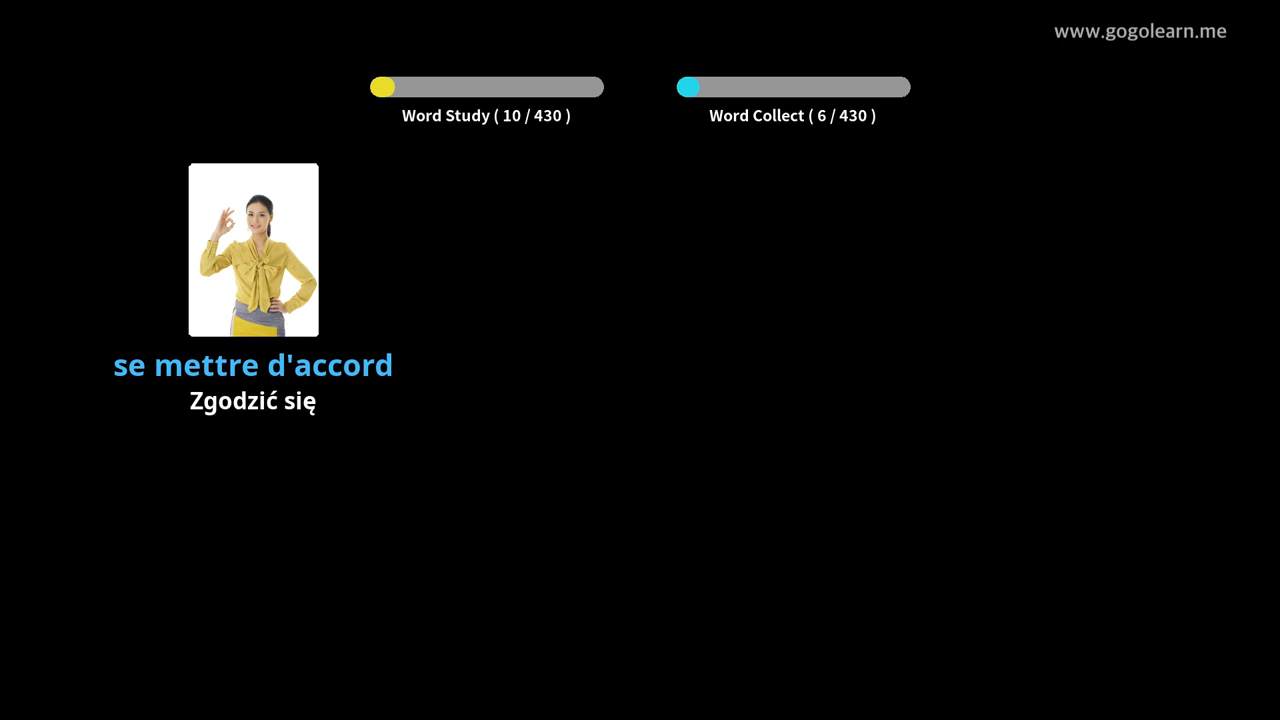 www.gogolearn.me
Word Study ( 10 / 430 )
Word Collect ( 6 / 430 )
se mettre d'accord
Zgodzić się